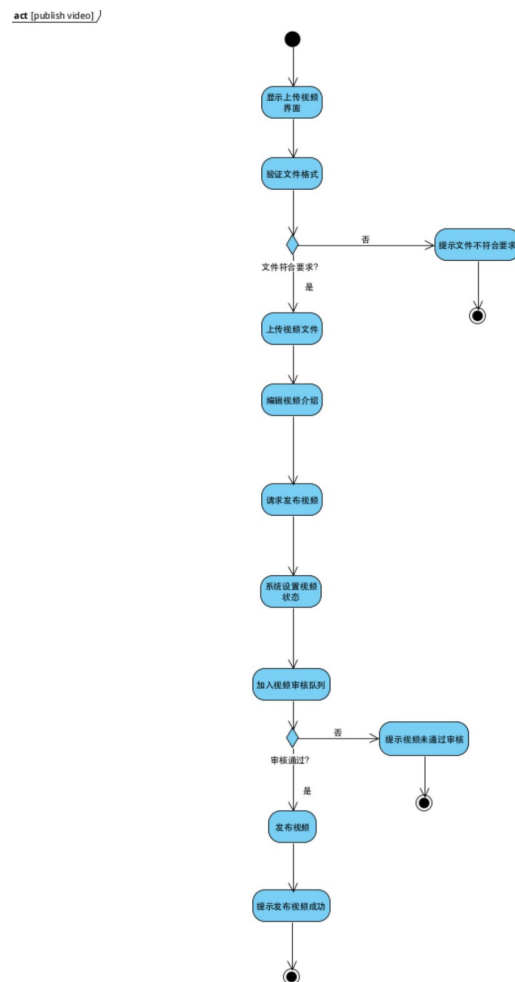 act [publish video]
显示上传视频
界面
验证文件格式
否
提示文件不符合要求
文件符合要求?
是
上传视频文件
编辑视频介绍
请求发布视频
系统设置视频
状态
加入视频审核队列
否
提示视频未通过审核
审核通过?
是
发布视频
提示发布视频成功